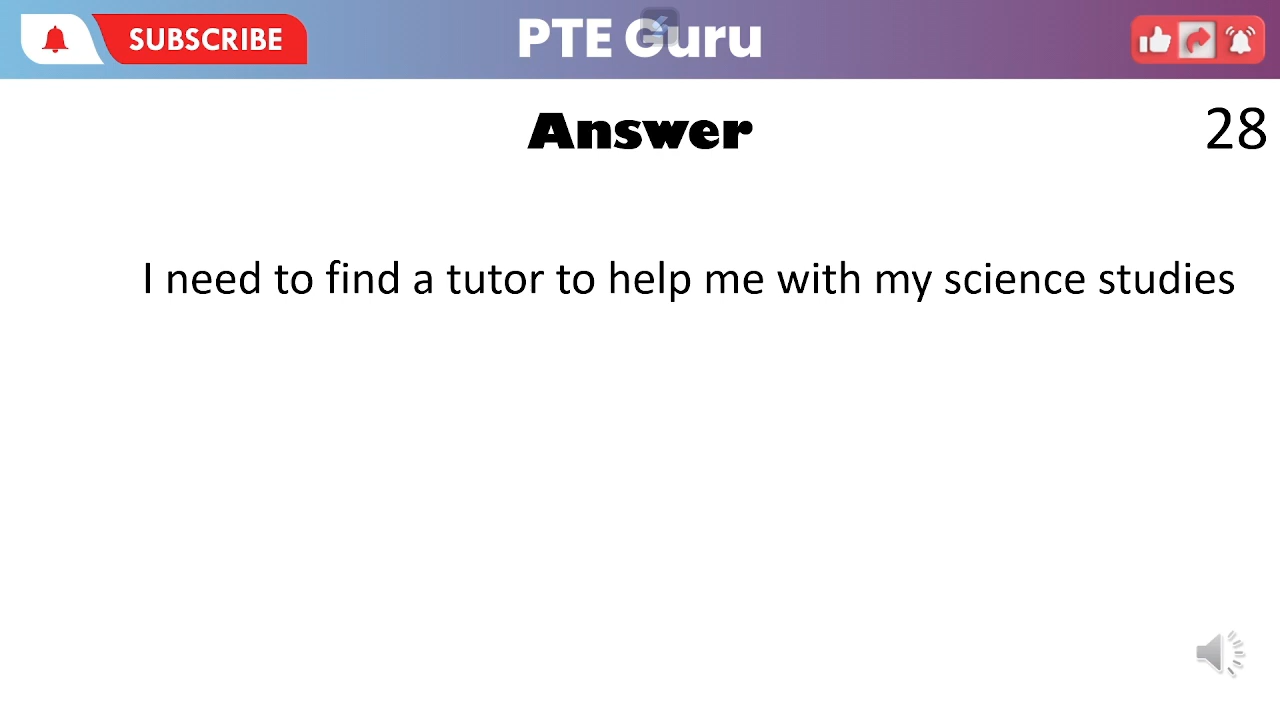 SUBSCRIBE
PTE Guru
Answer
28
I need to find a tutor to help me with my science studies